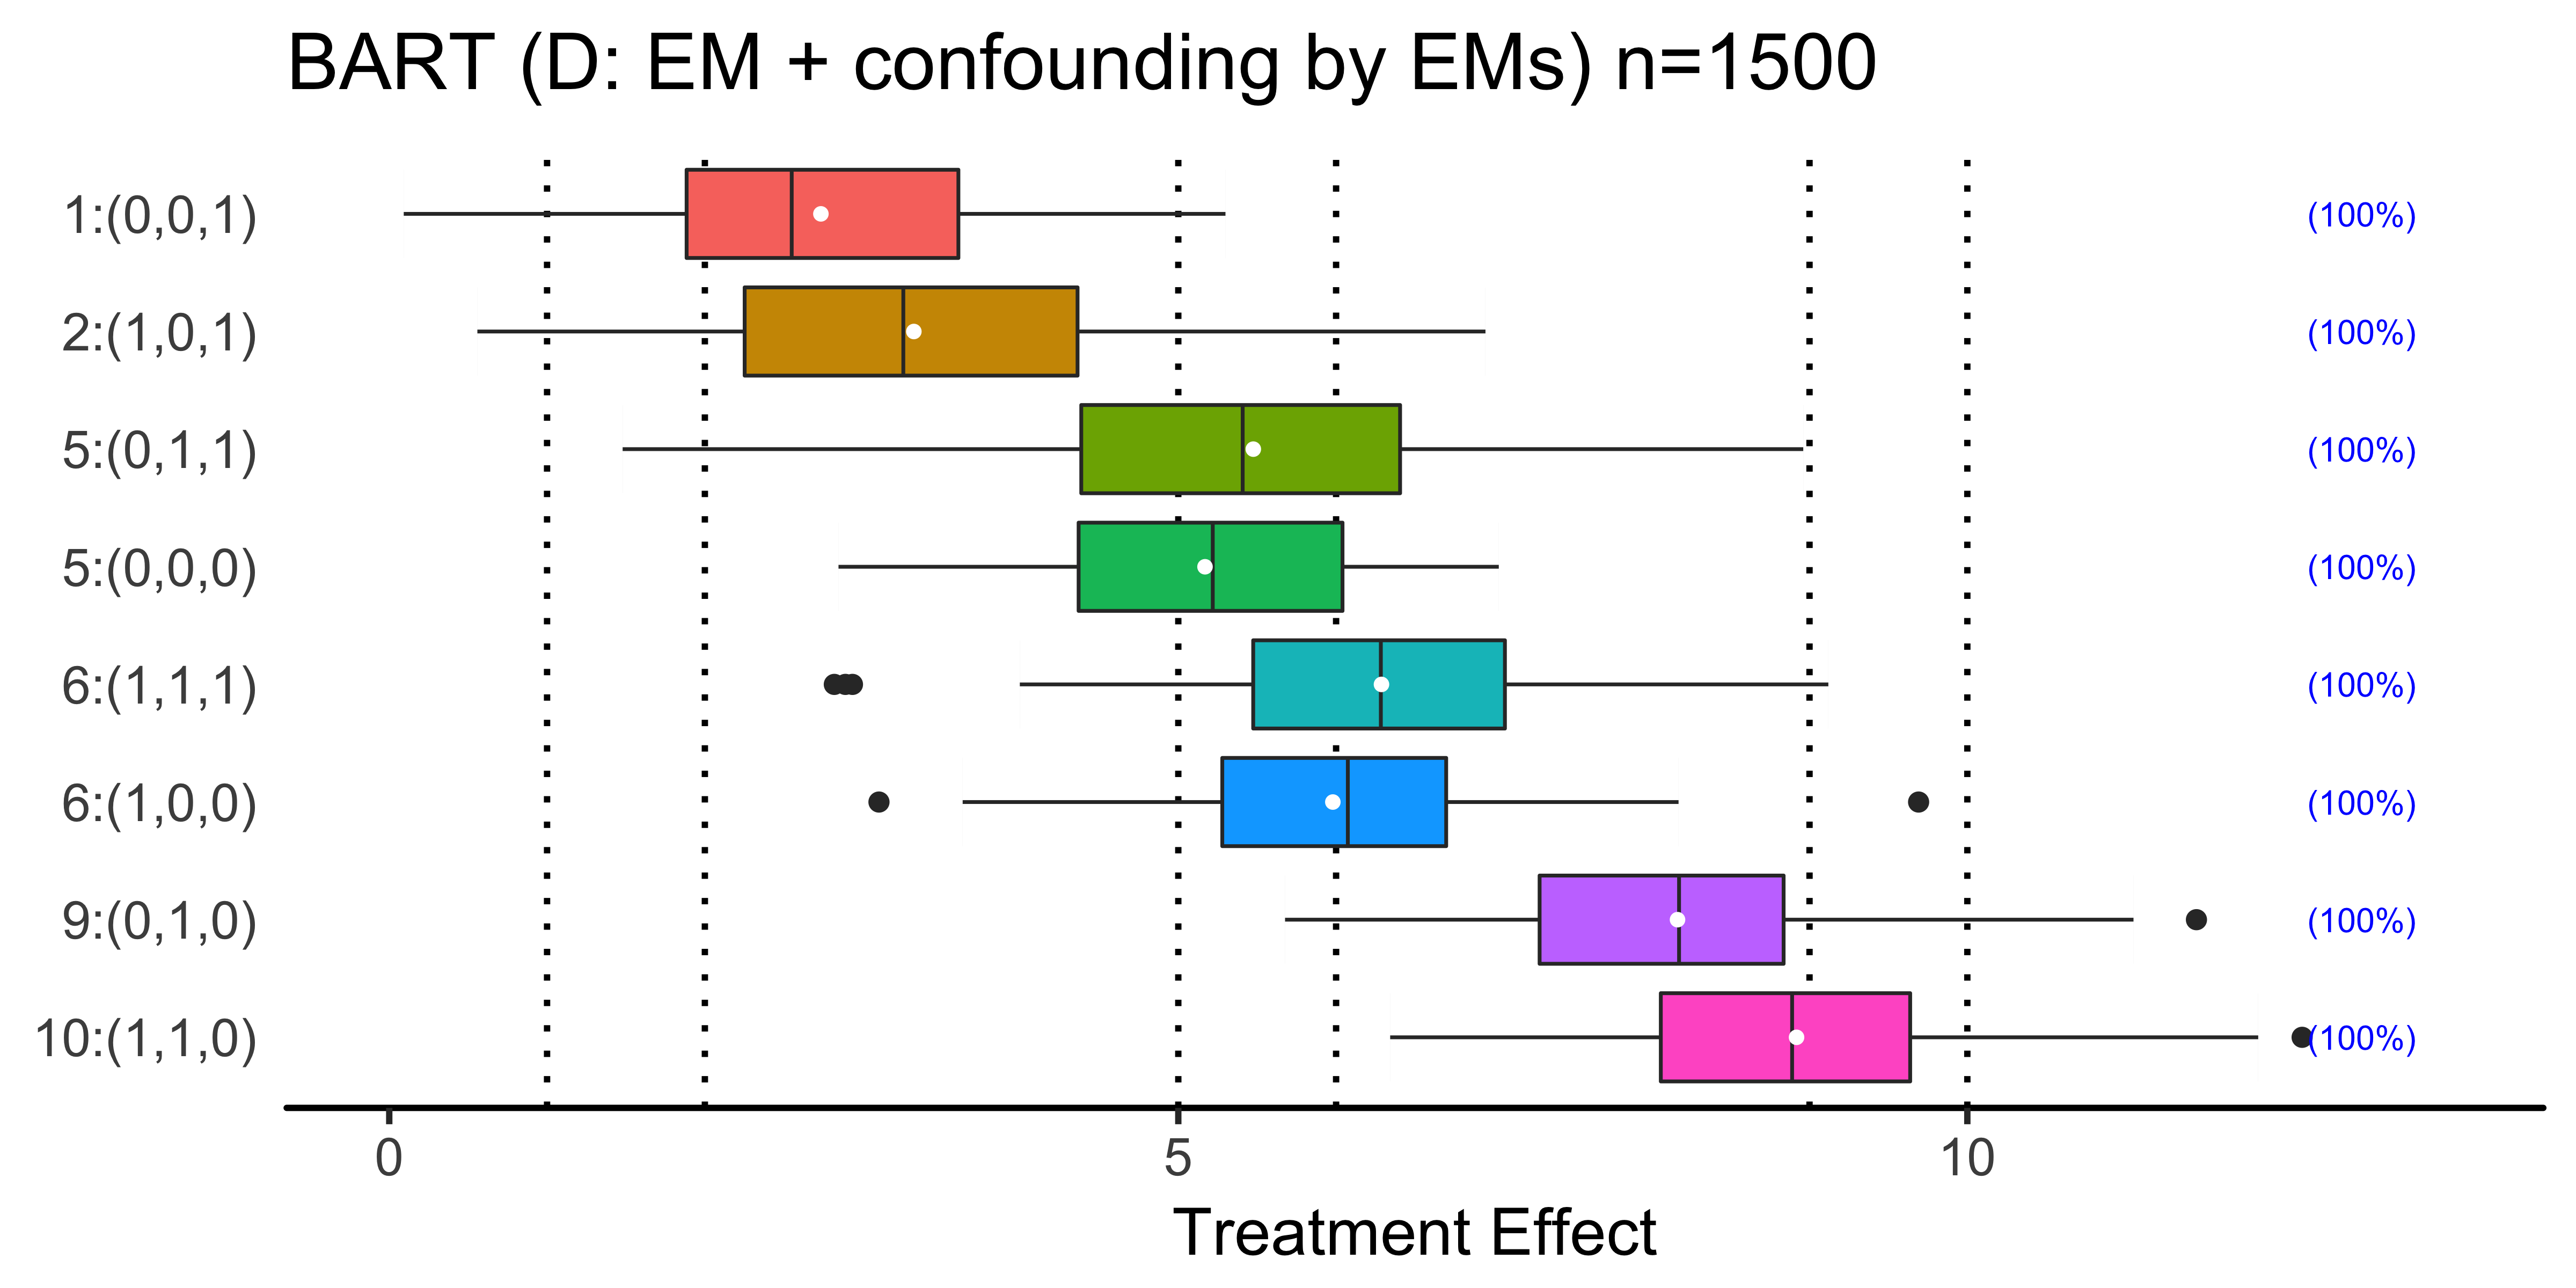 BART (D: EM + confounding by EMs) n=1500
1:(0,0,1) (100%)
2:(1,0,1) (100%)
5:(0,1,1) (100%)
5:(0,0,0) (100%)
6:(1,1,1) (100%)
6:(1,0,0) (100%)
9:(0,1,0) (100%)
10:(1,1,0) (100%)
0 5 10
Treatment Effect